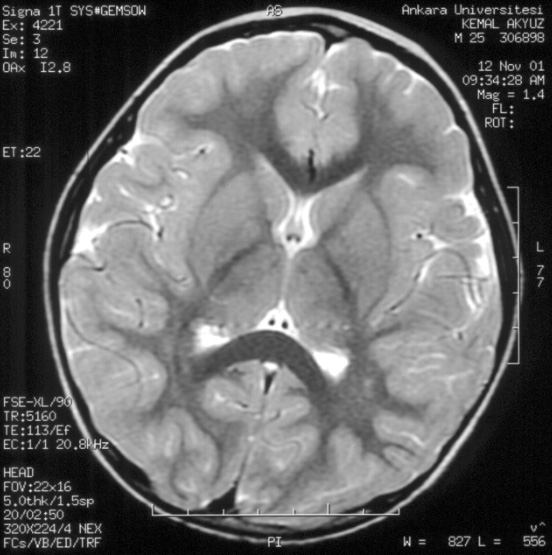 Signa 1T SYS#GEMSOW
Ex: 4221
Se: 3
Im: 12
OAx I2.8
AS
Ankara Universitesi
KEMAL AKYUZ
M 25 306898
12 Nov 01
09:34:28 AM
Mag = 1.4
FL:
ROT:
ET:22
R
8
0
L
7
7
FSE-XL/90
TR:5160
TE:113/Ef
EC:1/1 20.8kHz
HEAD
FOV:22x16
5.0thk/1.5sp
20/02:50
320X224/4 NEX
FCs/VB/ED/TRF
PI
v^
W = 827 L = 556